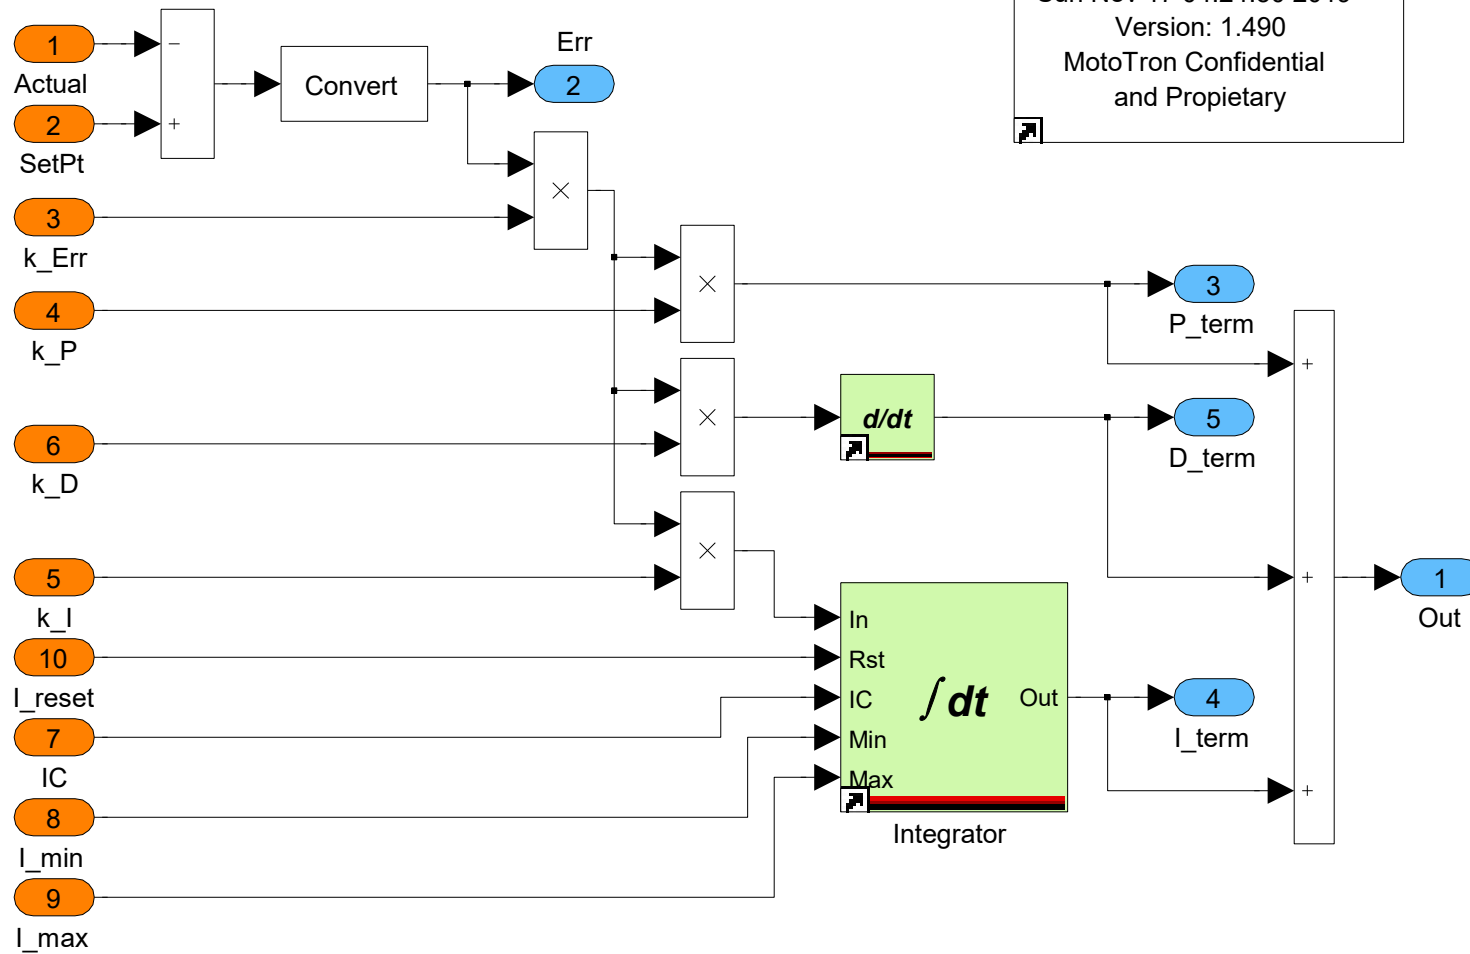 Version: 1.490
MotoTron Confidential
and Propietary
1
Actual
2
SetPt
−
+
Convert
Err
2
3
k_Err
×
4
k_P
×
3
P_term
6
k_D
×
d/dt
5
D_term
5
k_I
×
10
I_reset
7
IC
8
I_min
9
I_max
In
Rst
IC
Min
Max
∫ dt
Out
Integrator
4
I_term
+
+
+
1
Out